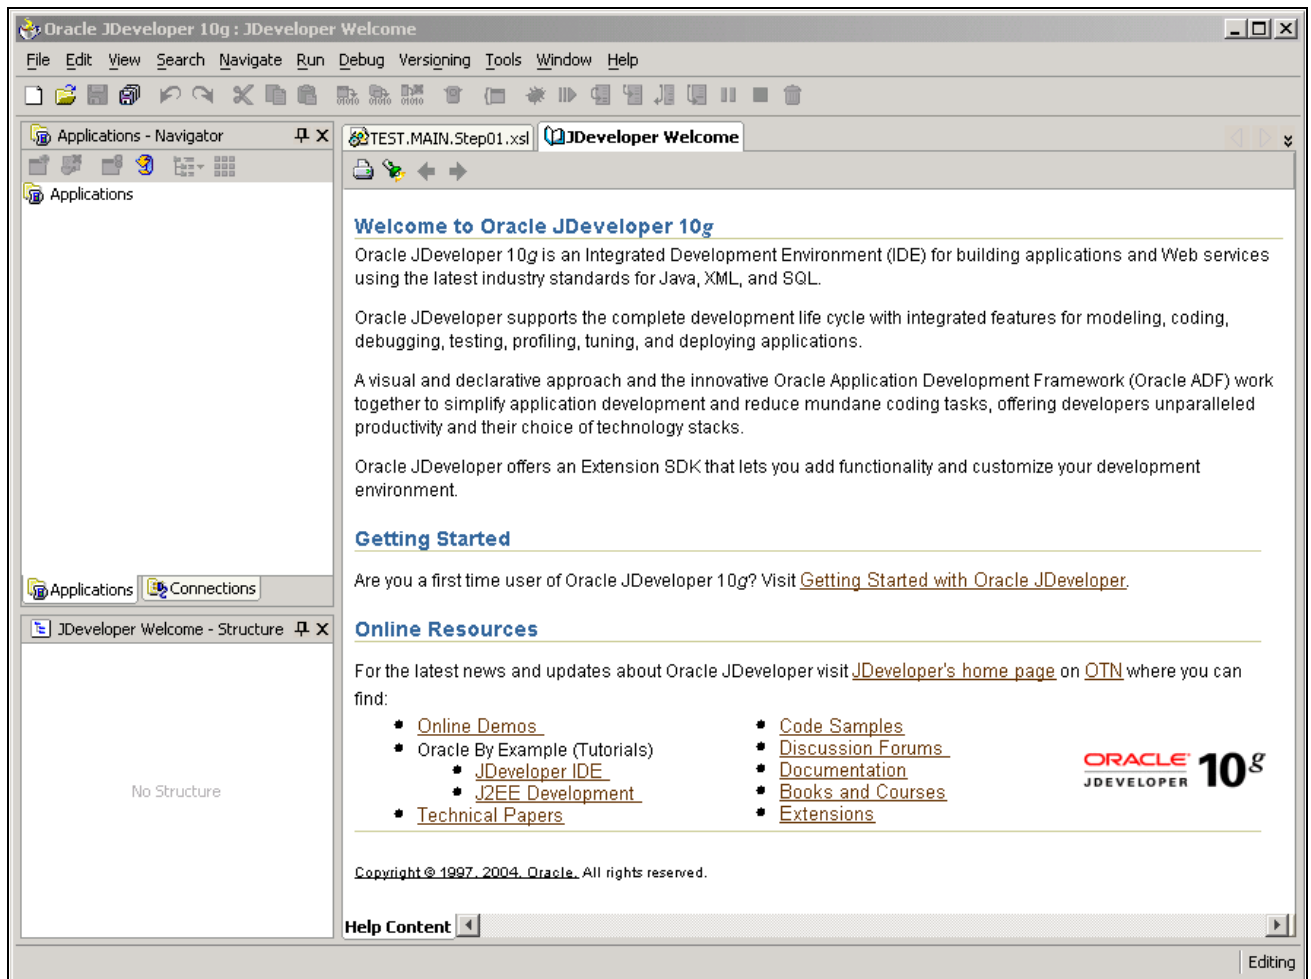 Oracle JDeveloper 10g : JDeveloper Welcome
File Edit View Search Navigate Run Debug Versioning Tools Window Help
Applications - Navigator
Applications
Applications Connections
JDeveloper Welcome - Structure
No Structure
TEST.MAIN.Step01.xsl JDeveloper Welcome
Welcome to Oracle JDeveloper 10g
Oracle JDeveloper 10g is an Integrated Development Environment (IDE) for building applications and Web services
using the latest industry standards for Java, XML, and SQL.
Oracle JDeveloper supports the complete development life cycle with integrated features for modeling, coding,
debugging, testing, profiling, tuning, and deploying applications.
A visual and declarative approach and the innovative Oracle Application Development Framework (Oracle ADF) work
together to simplify application development and reduce mundane coding tasks, offering developers unparalleled
productivity and their choice of technology stacks.
Oracle JDeveloper offers an Extension SDK that lets you add functionality and customize your development
environment.
Getting Started
Are you a first time user of Oracle JDeveloper 10g? Visit Getting Started with Oracle JDeveloper.
Online Resources
For the latest news and updates about Oracle JDeveloper visit JDeveloper's home page on OTN where you can
find:
Online Demos
Oracle By Example (Tutorials)
JDeveloper IDE
J2EE Development
Technical Papers
Code Samples
Discussion Forums
Documentation
Books and Courses
Extensions
ORACLE 10g
JDEVELOPER
Copyright © 1997, 2004, Oracle. All rights reserved.
Help Content
Editing